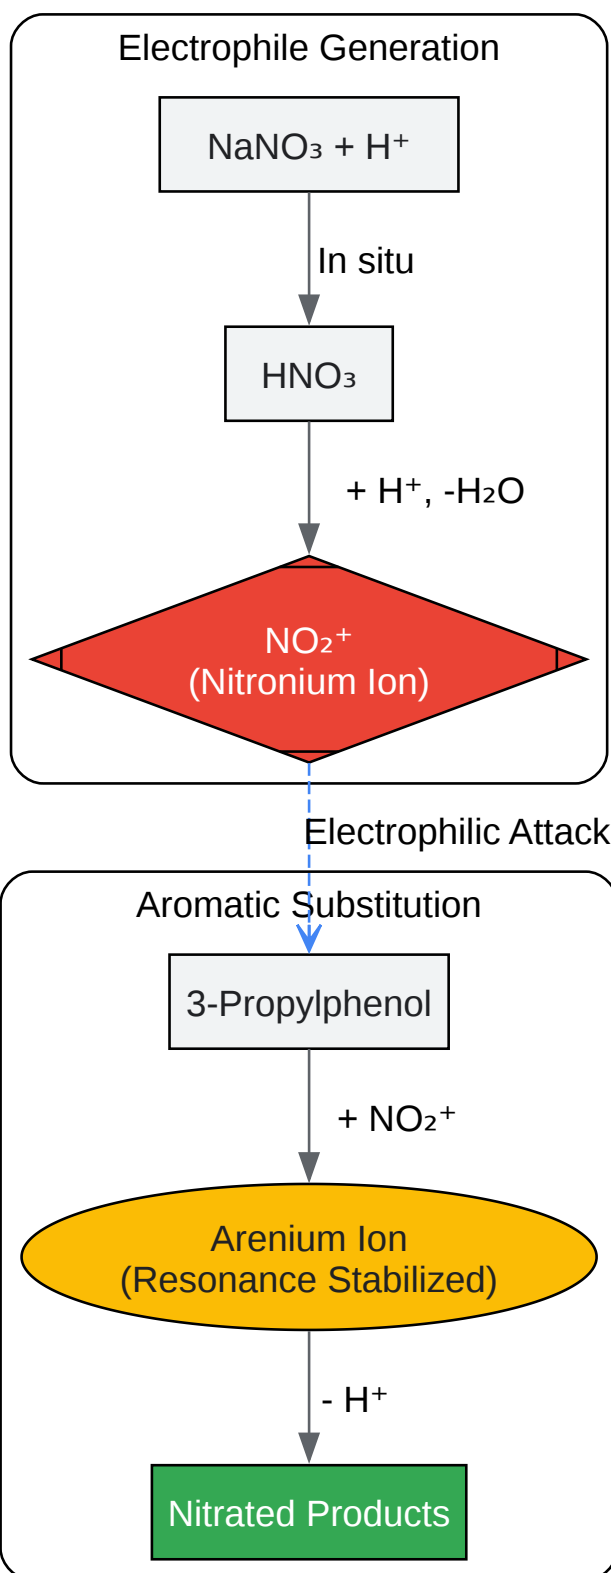 Electrophile Generation
NaNO₃ + H⁺
In situ
HNO₃
+ H⁺, -H₂O
NO₂⁺
(Nitronium Ion)
Electrophilic Attack
Aromatic Substitution
3-Propylphenol
+ NO₂⁺
Arenium Ion
(Resonance Stabilized)
- H⁺
Nitrated Products